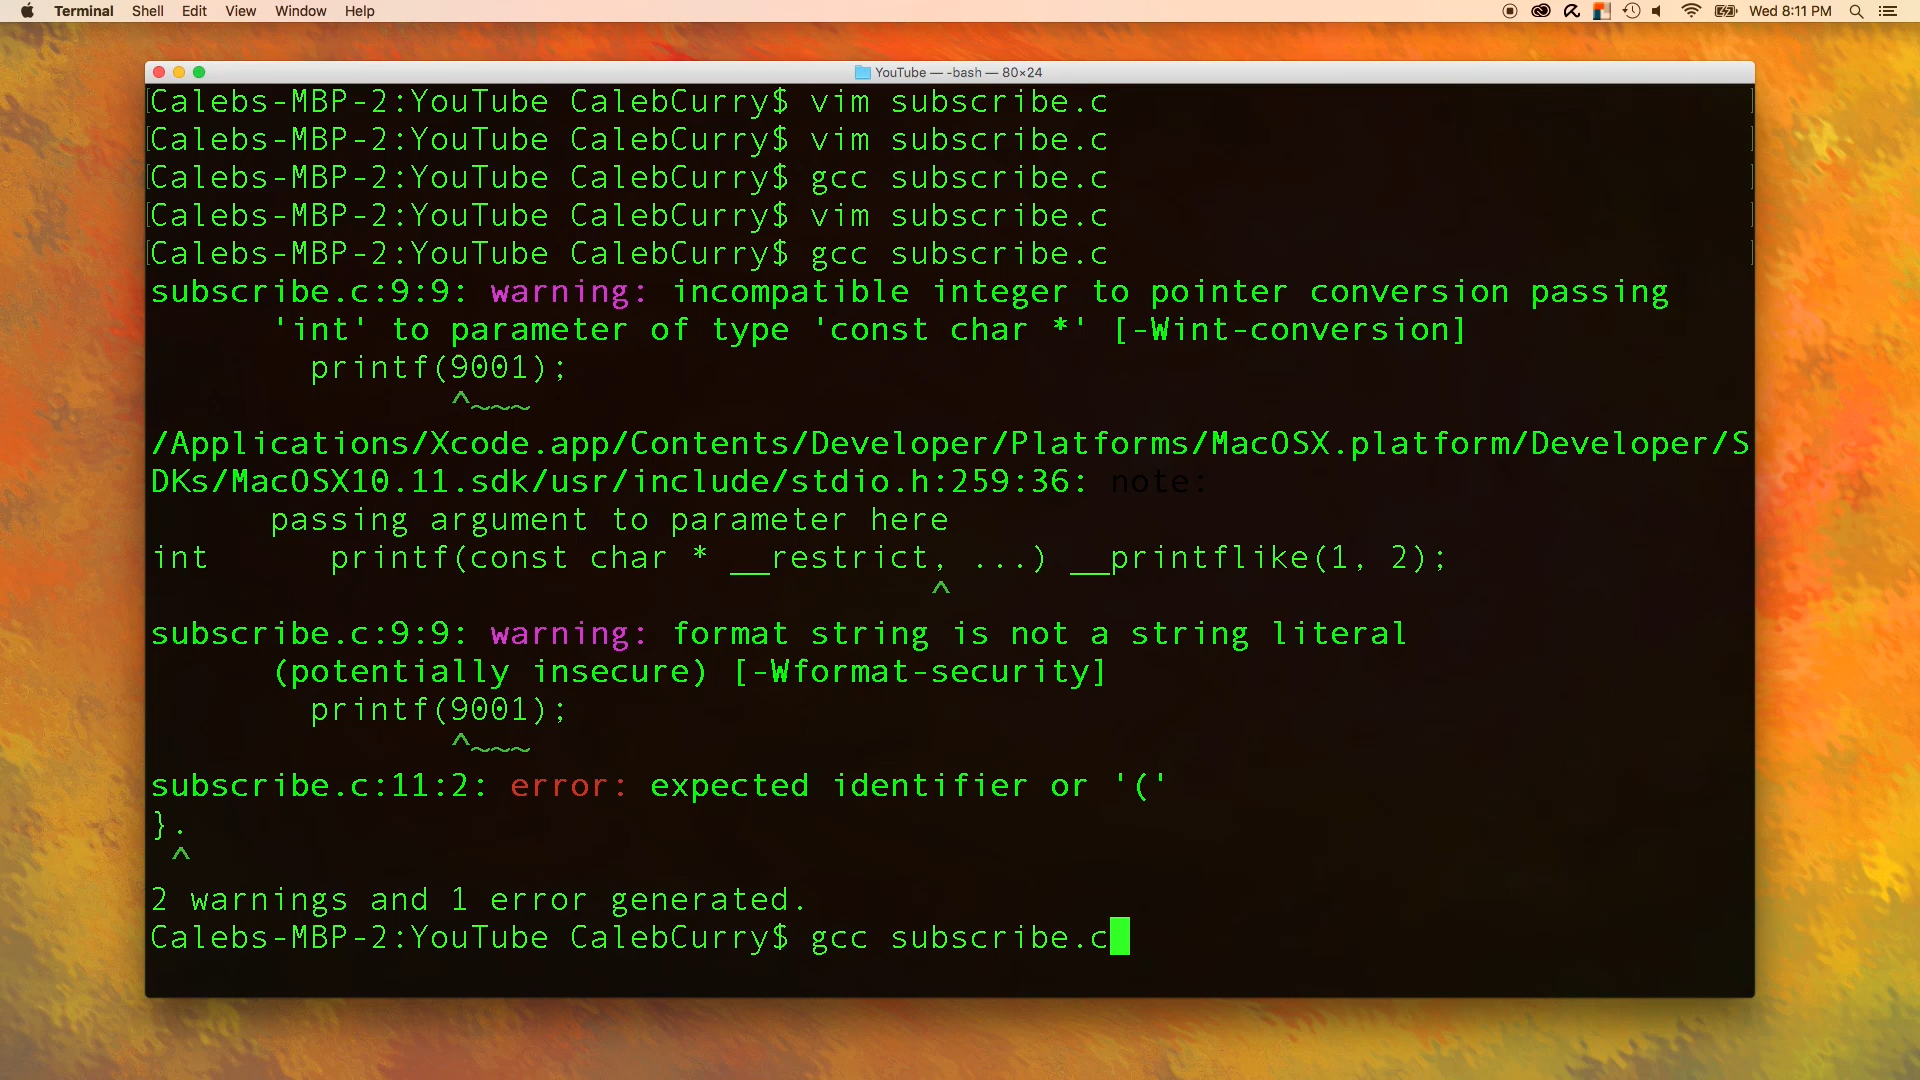 Terminal Shell Edit View Window Help Wed 8:11 PM
YouTube — -bash — 80×24
Calebs-MBP-2:YouTube CalebCurry$ vim subscribe.c
Calebs-MBP-2:YouTube CalebCurry$ vim subscribe.c
Calebs-MBP-2:YouTube CalebCurry$ gcc subscribe.c
Calebs-MBP-2:YouTube CalebCurry$ vim subscribe.c
Calebs-MBP-2:YouTube CalebCurry$ gcc subscribe.c
subscribe.c:9:9: warning: incompatible integer to pointer conversion passing
'int' to parameter of type 'const char *' [-Wint-conversion]
printf(9001);
^~~~
/Applications/Xcode.app/Contents/Developer/Platforms/MacOSX.platform/Developer/S
DKs/MacOSX10.11.sdk/usr/include/stdio.h:259:36: note:
passing argument to parameter here
int printf(const char * __restrict, ...) __printflike(1, 2);
^
subscribe.c:9:9: warning: format string is not a string literal
(potentially insecure) [-Wformat-security]
printf(9001);
^~~~
subscribe.c:11:2: error: expected identifier or '('
}.
^
2 warnings and 1 error generated.
Calebs-MBP-2:YouTube CalebCurry$ gcc subscribe.c